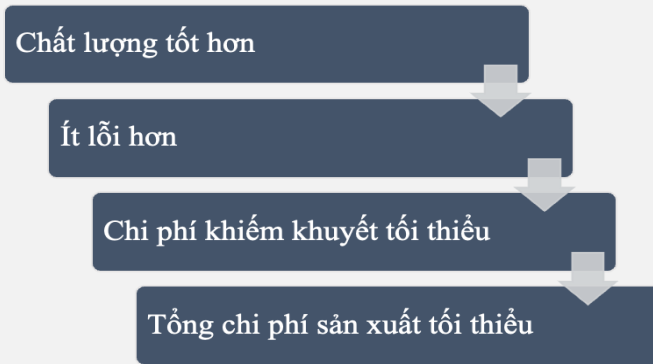 Chất lượng tốt hơn
Ít lỗi hơn
Chi phí khiếm khuyết tối thiểu
Tổng chi phí sản xuất tối thiểu